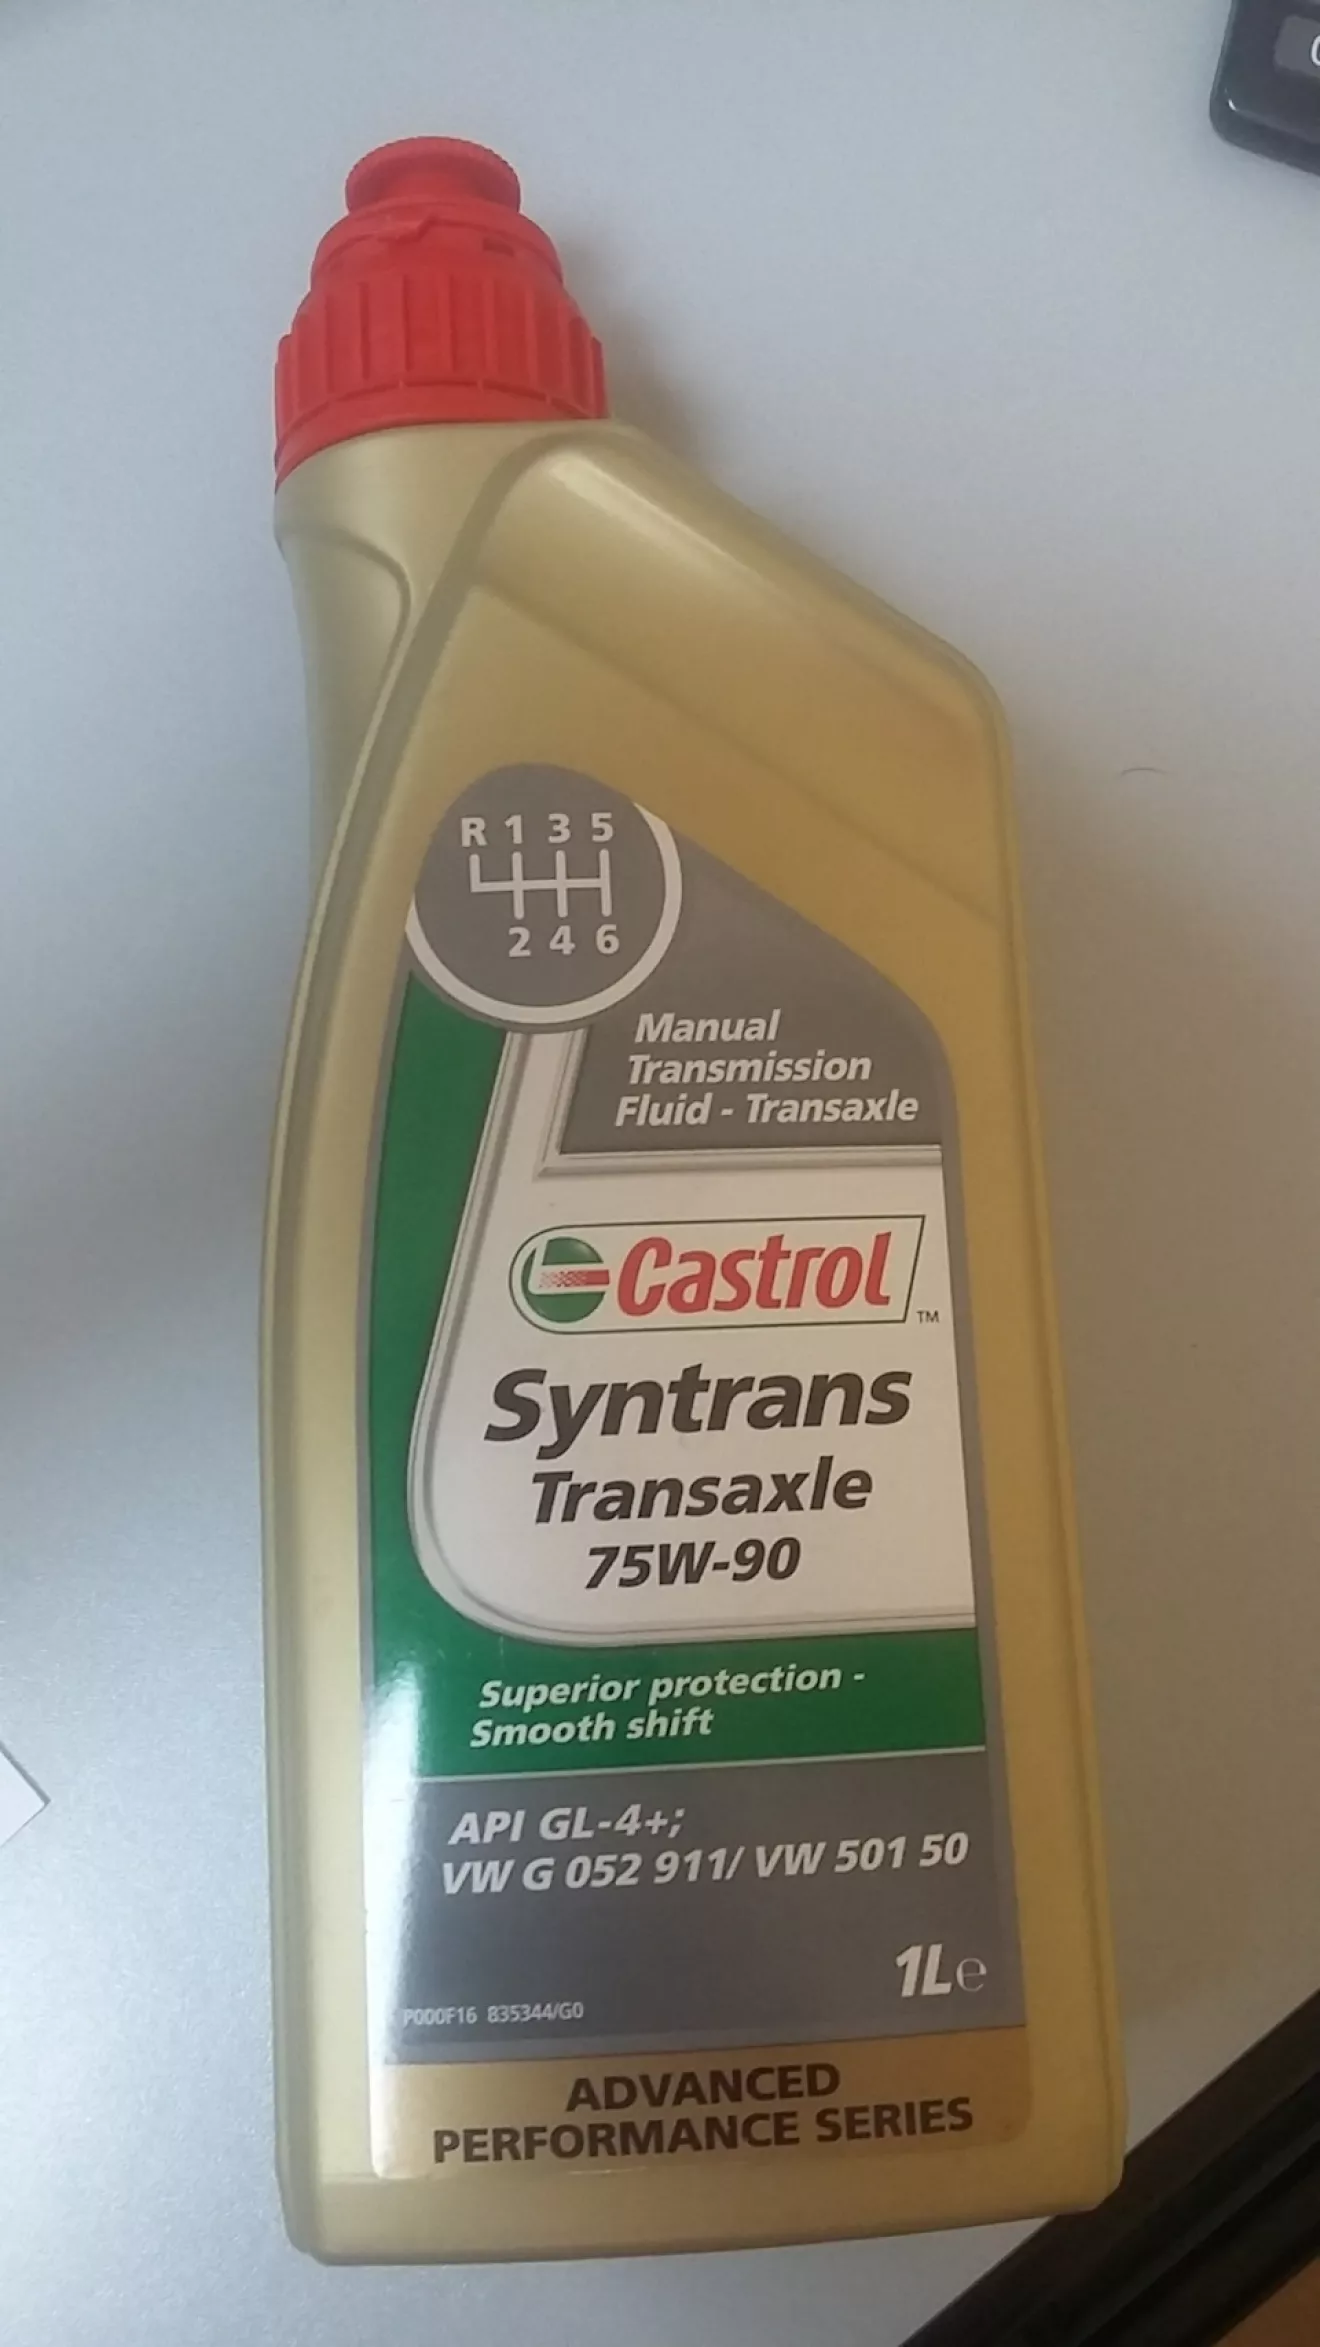 R 1 3 5
2 4 6
Manual
Transmission
Fluid - Transaxle
Castrol
TM
Syntrans
Transaxle
75W-90
Superior protection -
Smooth shift
API GL-4+;
VW G 052 911/ VW 501 50
1L℮
P000F16 835344/G0
ADVANCED
PERFORMANCE SERIES